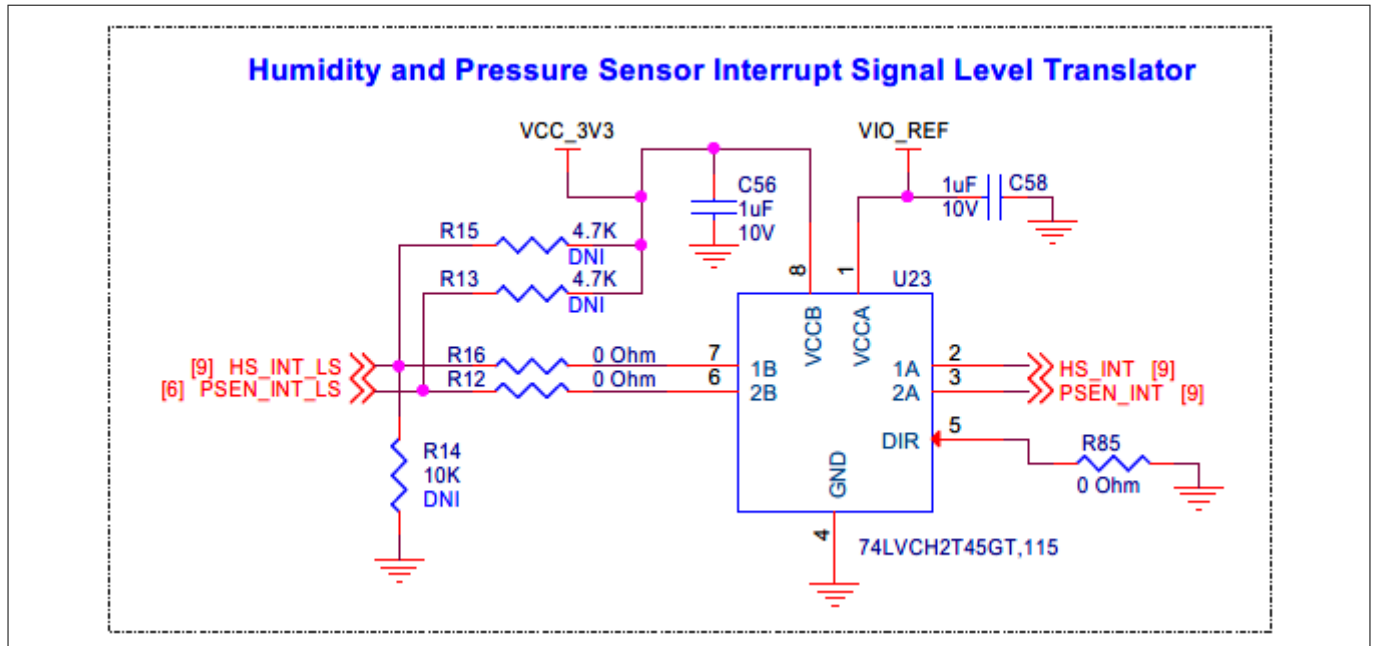 Humidity and Pressure Sensor Interrupt Signal Level Translator
VCC_3V3
VIO_REF
C56
1uF
10V
1uF
10V
C58
R15
4.7K
DNI
R13
4.7K
DNI
8
1
U23
VCCB
VCCA
[9] HS_INT_LS
R16
0 Ohm
7
1B
1A
2
HS_INT [9]
[6] PSEN_INT_LS
R12
0 Ohm
6
2B
2A
3
PSEN_INT [9]
DIR
5
R85
0 Ohm
R14
10K
DNI
GND
4
74LVCH2T45GT,115